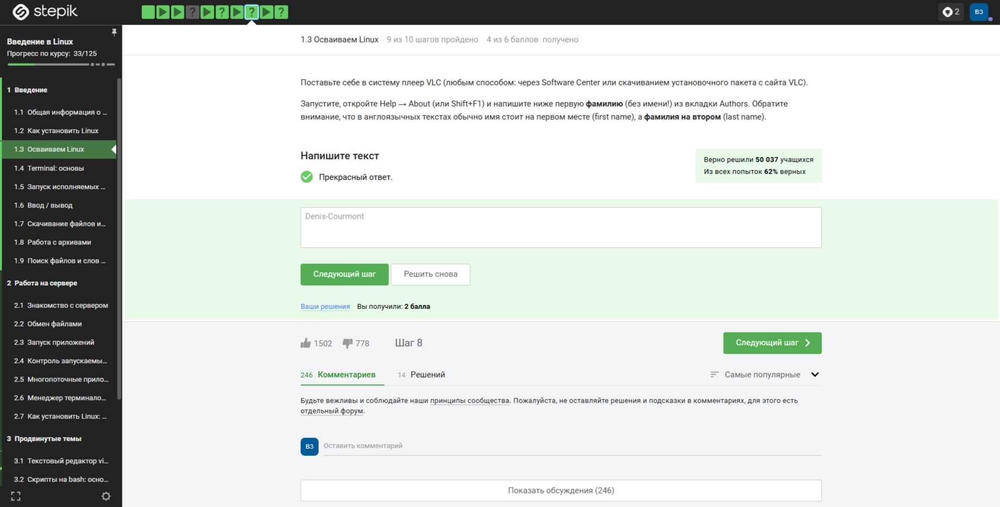 stepik
2
ВЗ
Введение в Linux
Прогресс по курсу: 33/125
1 Введение
1.1 Общая информация о ...
1.2 Как установить Linux
1.3 Осваиваем Linux
1.4 Terminal: основы
1.5 Запуск исполняемых ...
1.6 Ввод / вывод
1.7 Скачивание файлов и...
1.8 Работа с архивами
1.9 Поиск файлов и слов ...
2 Работа на сервере
2.1 Знакомство с сервером
2.2 Обмен файлами
2.3 Запуск приложений
2.4 Контроль запускаемы...
2.5 Многопоточные прило...
2.6 Менеджер терминало...
2.7 Как установить Linux: ...
3 Продвинутые темы
3.1 Текстовый редактор vi...
3.2 Скрипты на bash: осно...
1.3 Осваиваем Linux 9 из 10 шагов пройдено 4 из 6 баллов получено
Поставьте себе в систему плеер VLC (любым способом: через Software Center или скачиванием установочного пакета с сайта VLC).
Запустите, откройте Help → About (или Shift+F1) и напишите ниже первую фамилию (без имени!) из вкладки Authors. Обратите
внимание, что в англоязычных текстах обычно имя стоит на первом месте (first name), а фамилия на втором (last name).
Напишите текст
Прекрасный ответ.
Верно решили 50 037 учащихся
Из всех попыток 62% верных
Denis-Courmont
Следующий шаг Решить снова
Ваши решения Вы получили: 2 балла
1502 778 Шаг 8 Следующий шаг
246 Комментариев 14 Решений Самые популярные
Будьте вежливы и соблюдайте наши принципы сообщества. Пожалуйста, не оставляйте решения и подсказки в комментариях, для этого есть
отдельный форум.
ВЗ Оставить комментарий
Показать обсуждения (246)